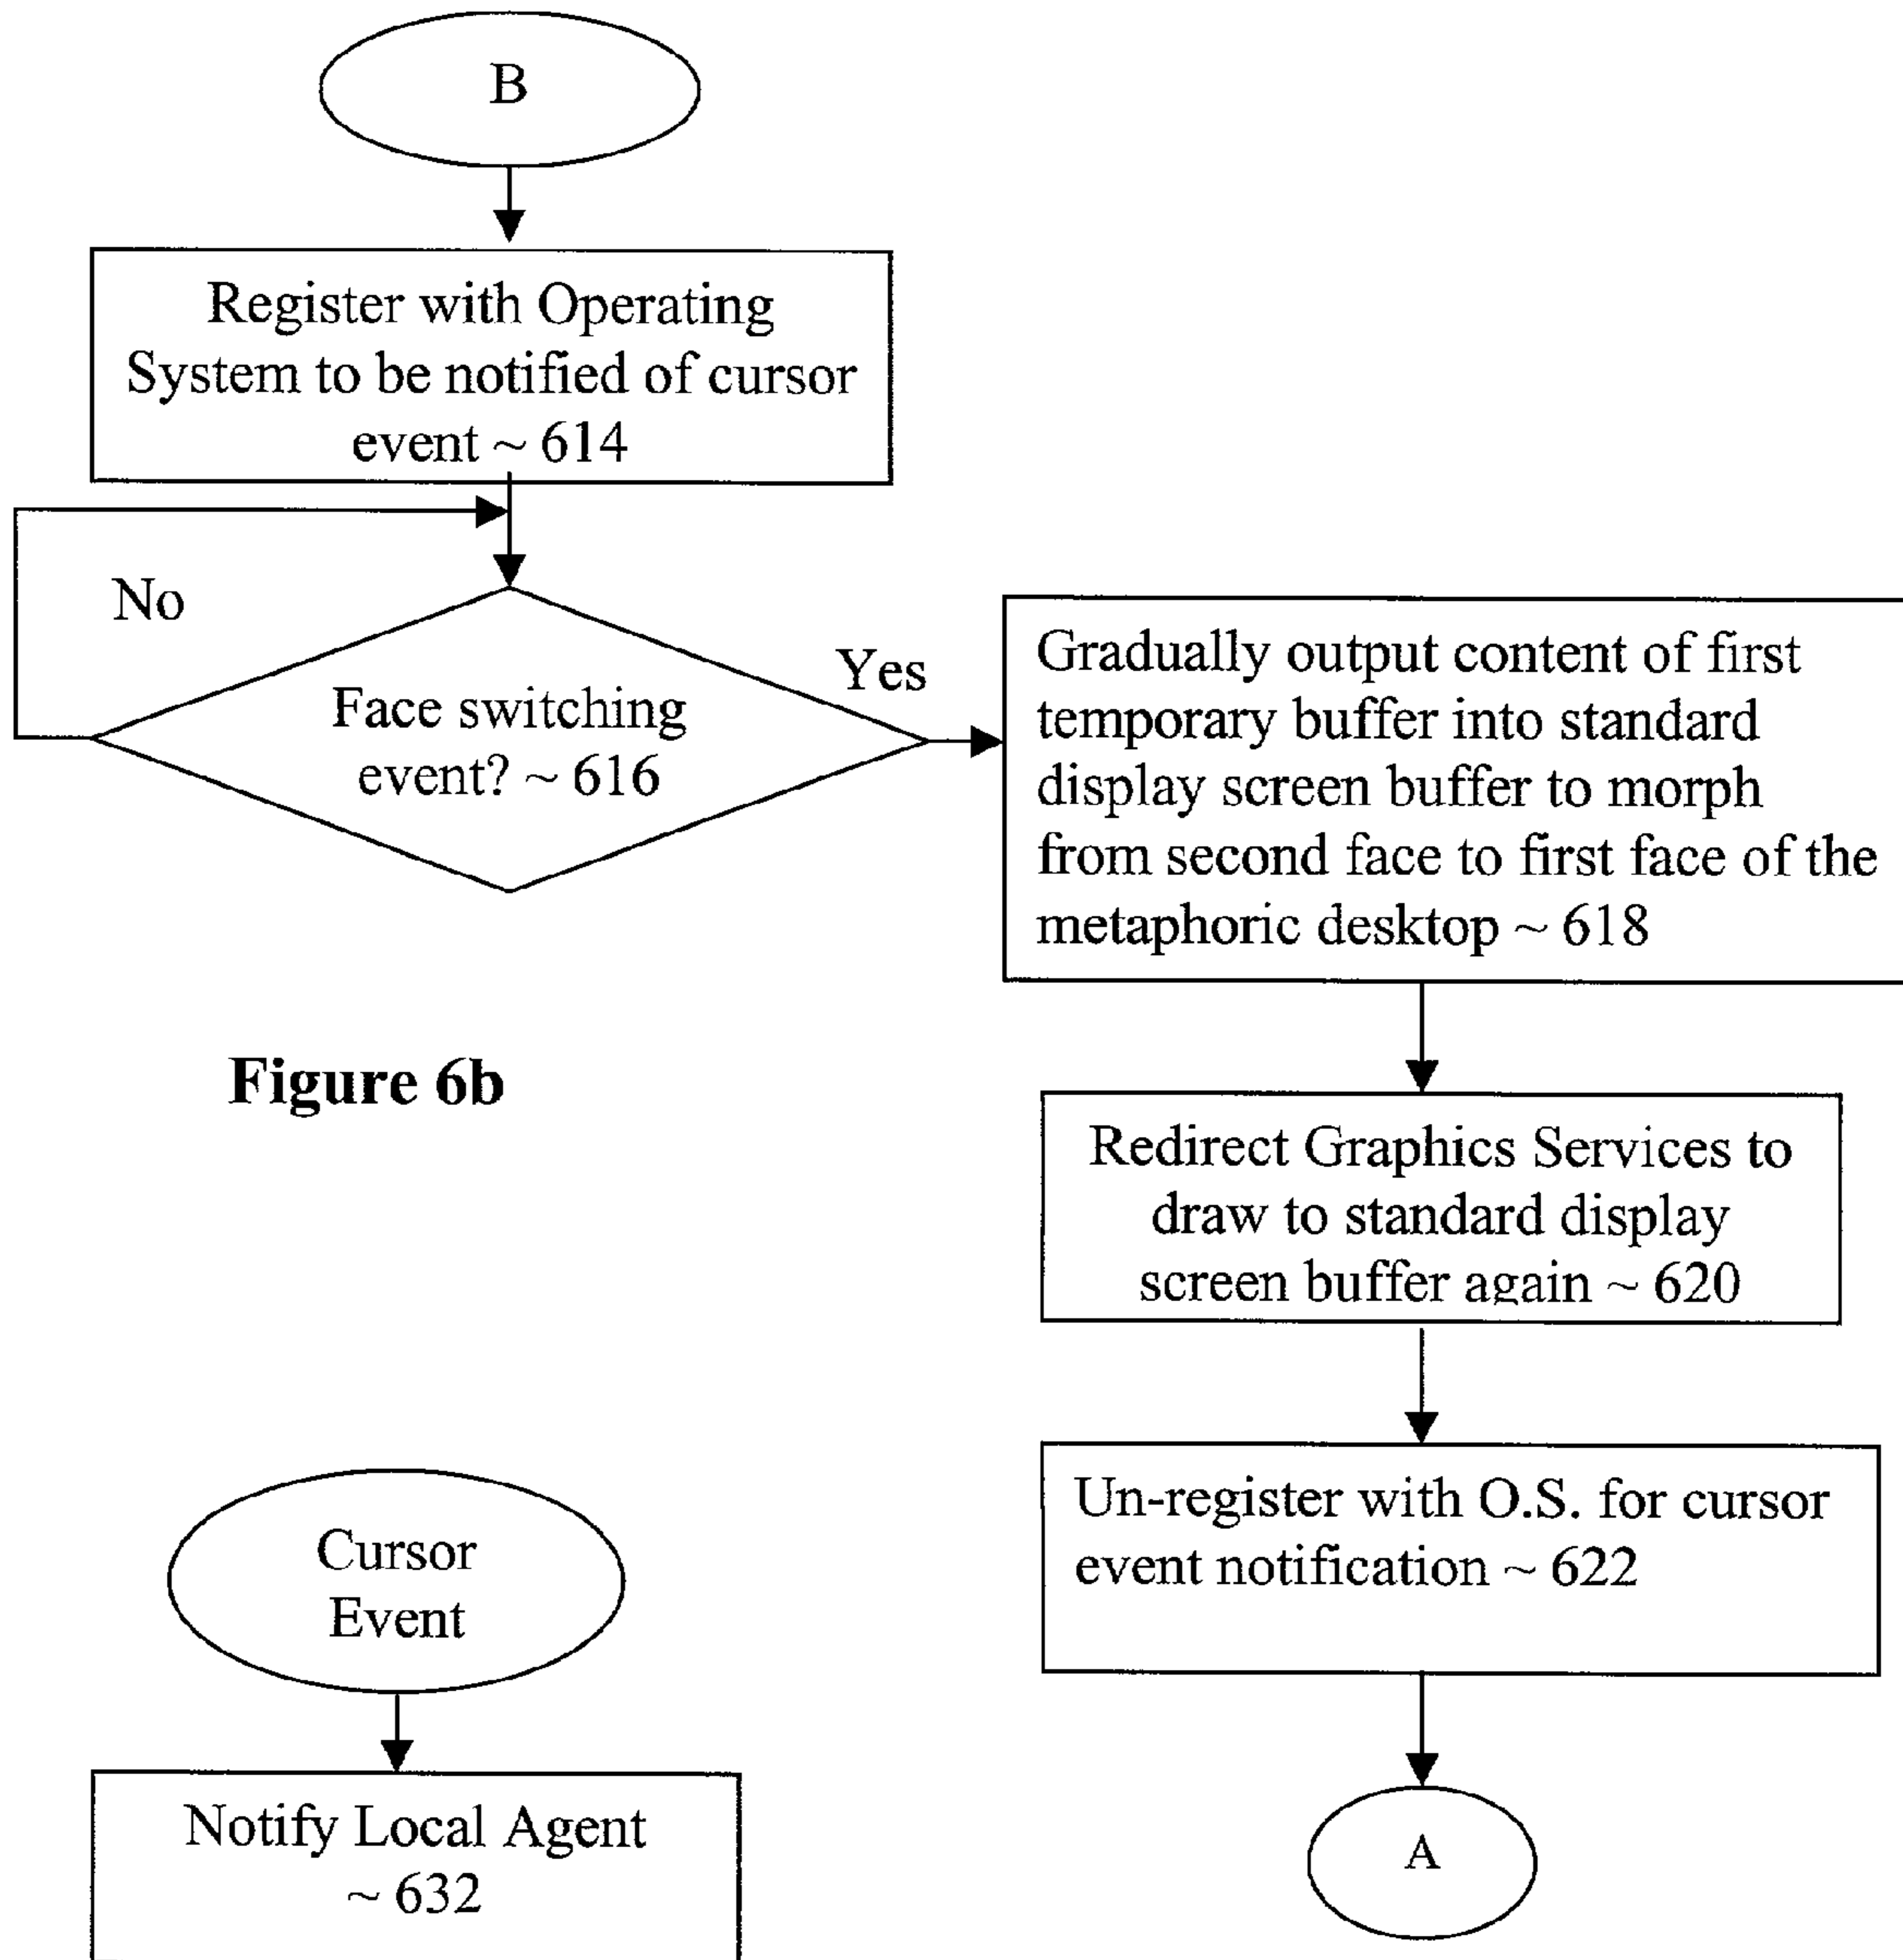 B
Register with Operating
System to be notified of cursor
event ~ 614
No
Yes
Face switching
event? ~ 616
Gradually output content of first
temporary buffer into standard
display screen buffer to morph
from second face to first face of the
metaphoric desktop ~ 618
Figure 6b
Redirect Graphics Services to
draw to standard display
screen buffer again ~ 620
Un-register with O.S. for cursor
event notification ~ 622
A
Cursor
Event
Notify Local Agent
~ 632